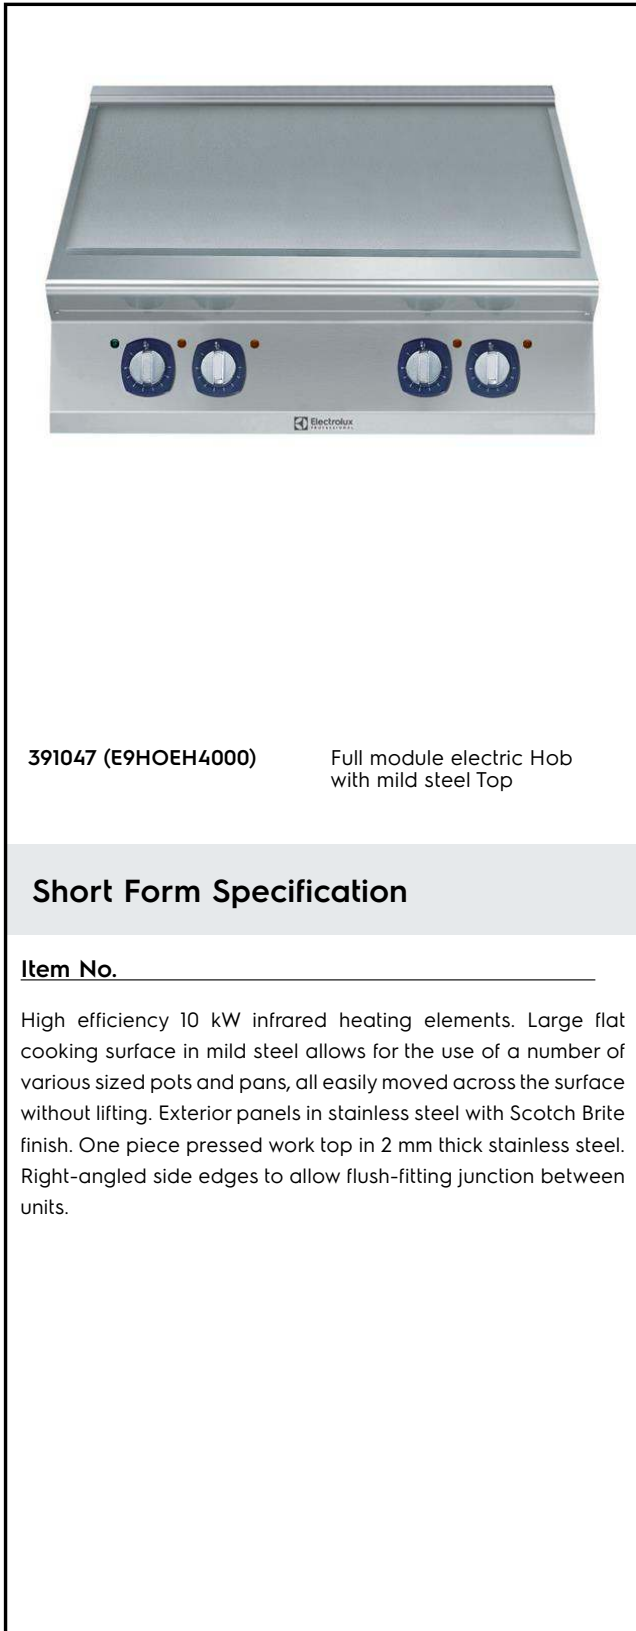 Electrolux
PROFESSIONAL
391047 (E9HOEH4000)
Full module electric Hob
with mild steel Top
Short Form Specification
Item No.
High efficiency 10 kW infrared heating elements. Large flat
cooking surface in mild steel allows for the use of a number of
various sized pots and pans, all easily moved across the surface
without lifting. Exterior panels in stainless steel with Scotch Brite
finish. One piece pressed work top in 2 mm thick stainless steel.
Right-angled side edges to allow flush-fitting junction between
units.